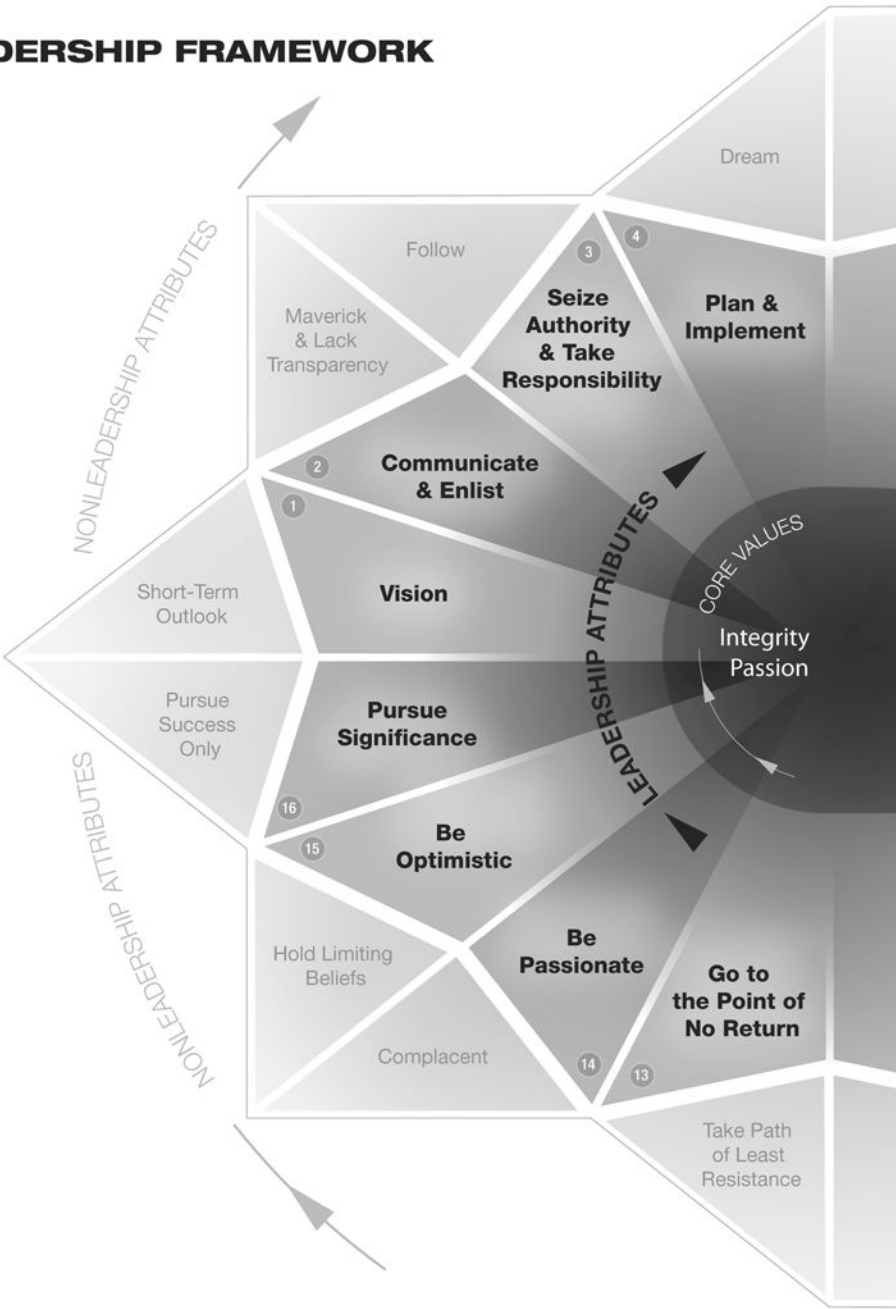 DERSHIP FRAMEWORK
Dream
NONLEADERSHIP ATTRIBUTES
Follow
Maverick
& Lack
Transparency
3
4
Seize
Authority
& Take
Responsibility
Plan &
Implement
2
Communicate
& Enlist
1
Vision
Short-Term
Outlook
LEADERSHIP ATTRIBUTES
CORE VALUES
Integrity
Passion
Pursue
Success
Only
Pursue
Significance
16
15
Be
Optimistic
NONLEADERSHIP ATTRIBUTES
Hold Limiting
Beliefs
Be
Passionate
Go to
the Point of
No Return
Complacent
14
13
Take Path
of Least
Resistance